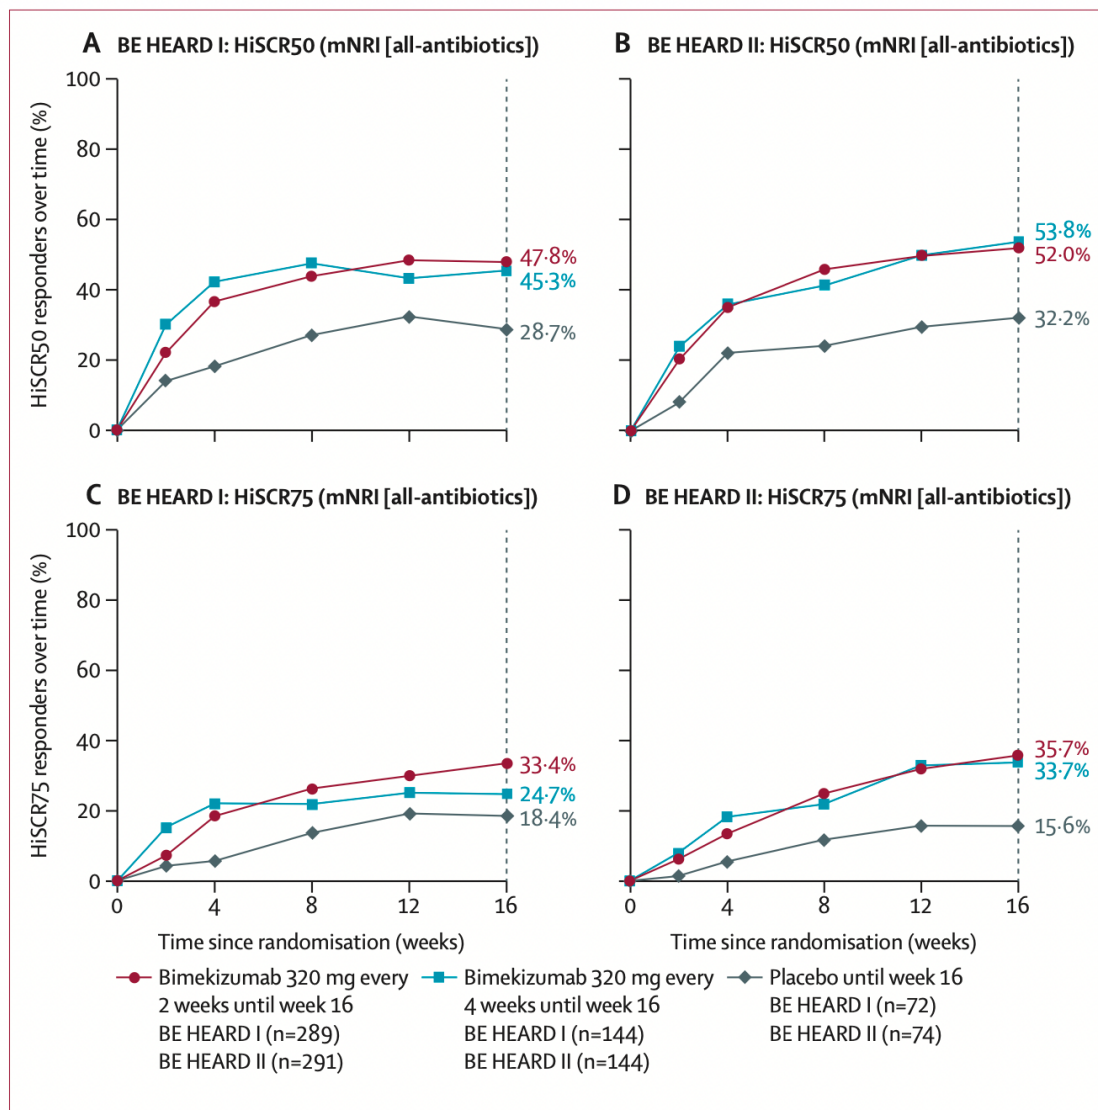 A BE HEARD I: HiSCR50 (mNRI [all-antibiotics])
HiSCR50 responders over time (%)
100
80
60
40
20
0
47·8%
45·3%
28·7%
B BE HEARD II: HiSCR50 (mNRI [all-antibiotics])
53·8%
52·0%
32·2%
C BE HEARD I: HiSCR75 (mNRI [all-antibiotics])
HiSCR75 responders over time (%)
100
80
60
40
20
0
33·4%
24·7%
18·4%
0 4 8 12 16
Time since randomisation (weeks)
D BE HEARD II: HiSCR75 (mNRI [all-antibiotics])
35·7%
33·7%
15·6%
0 4 8 12 16
Time since randomisation (weeks)
Bimekizumab 320 mg every
2 weeks until week 16
BE HEARD I (n=289)
BE HEARD II (n=291)
Bimekizumab 320 mg every
4 weeks until week 16
BE HEARD I (n=144)
BE HEARD II (n=144)
Placebo until week 16
BE HEARD I (n=72)
BE HEARD II (n=74)